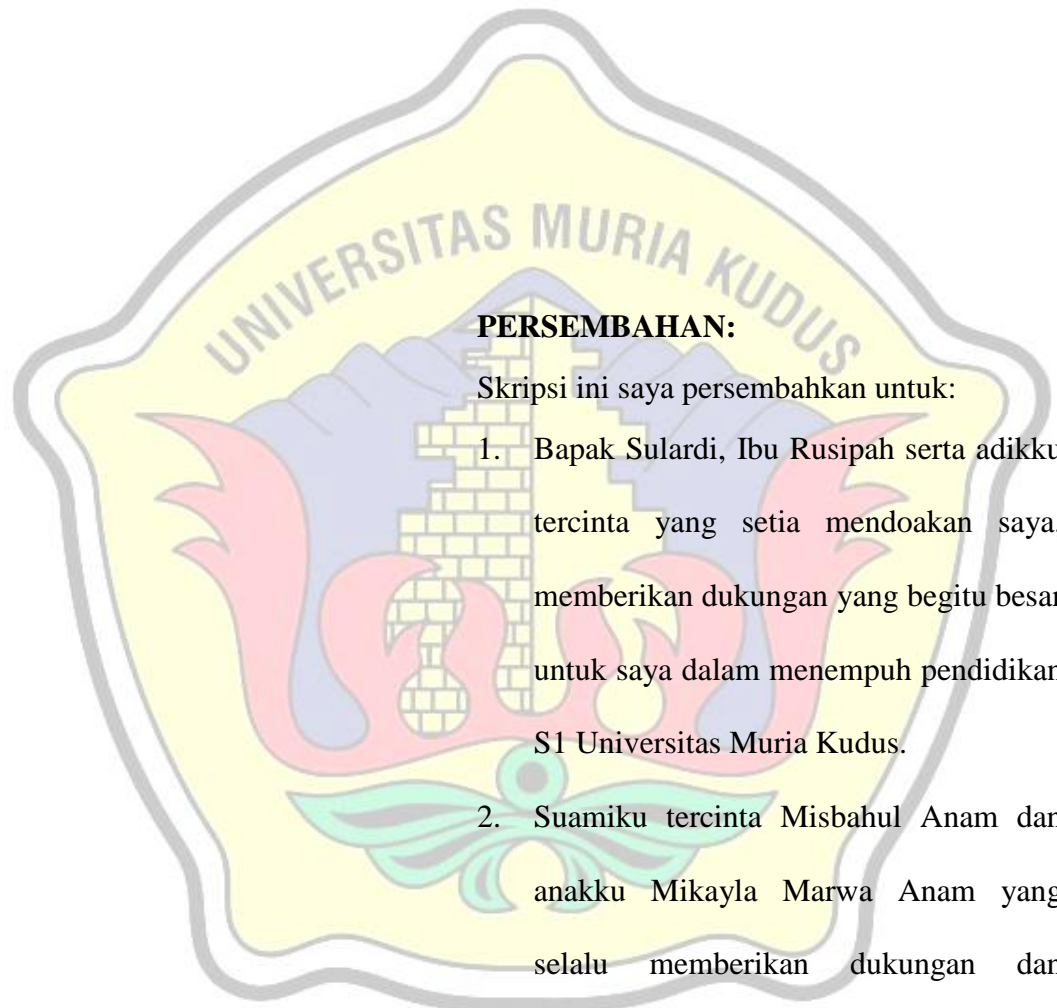 UNIVERSITAS MURIA KUDUS
PERSEMBAHAN:
Skripsi ini saya persembahkan untuk:
1. Bapak Sulardi, Ibu Rusipah serta adikku
tercinta yang setia mendoakan saya,
memberikan dukungan yang begitu besar
untuk saya dalam menempuh pendidikan
S1 Universitas Muria Kudus.
2. Suamiku tercinta Misbahul Anam dan
anakku Mikayla Marwa Anam yang
selalu memberikan dukungan dan